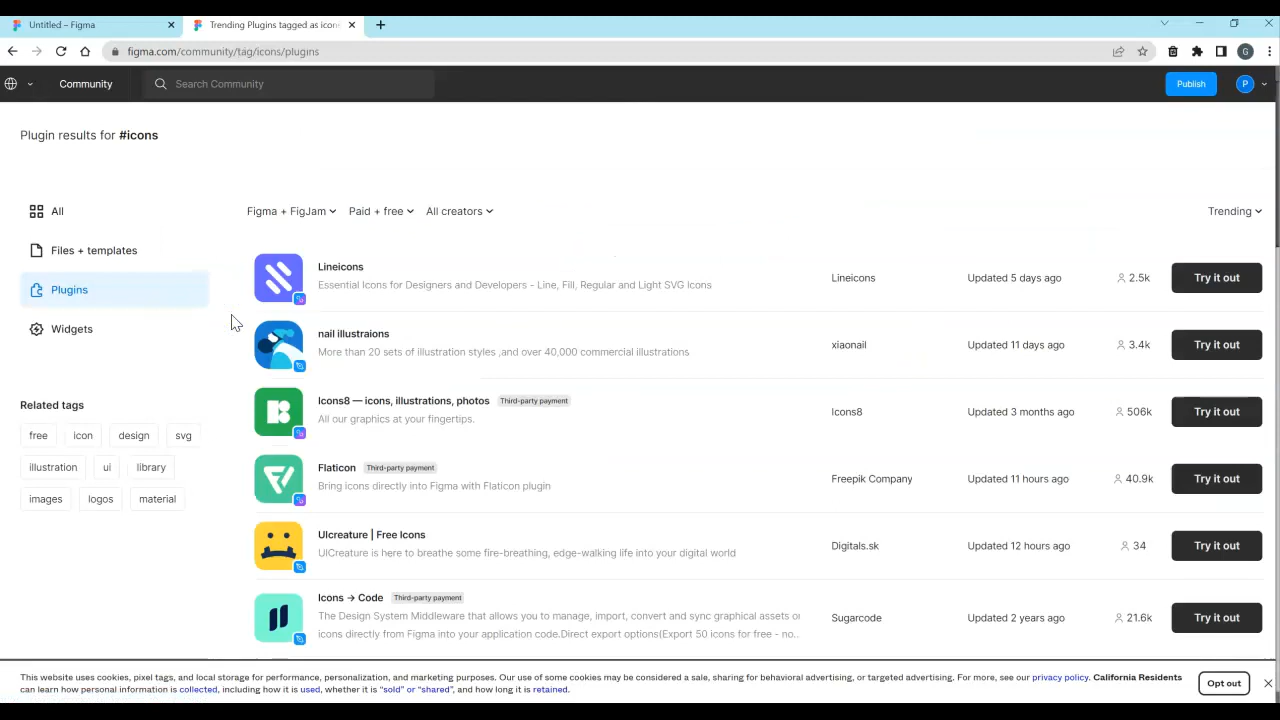 Untitled – Figma
Trending Plugins tagged as icon
figma.com/community/tag/icons/plugins
G
Community
Search Community
Publish
P
Plugin results for #icons
All
Files + templates
Plugins
Widgets
Related tags
free icon design svg
illustration ui library
images logos material
Figma + FigJam Paid + free All creators Trending
Lineicons
Essential Icons for Designers and Developers - Line, Fill, Regular and Light SVG Icons
Lineicons Updated 5 days ago 2.5k Try it out
nail illustraions
More than 20 sets of illustration styles ,and over 40,000 commercial illustrations
xiaonail Updated 11 days ago 3.4k Try it out
Icons8 — icons, illustrations, photos Third-party payment
All our graphics at your fingertips.
Icons8 Updated 3 months ago 506k Try it out
Flaticon Third-party payment
Bring icons directly into Figma with Flaticon plugin
Freepik Company Updated 11 hours ago 40.9k Try it out
UIcreature | Free Icons
UICreature is here to breathe some fire-breathing, edge-walking life into your digital world
Digitals.sk Updated 12 hours ago 34 Try it out
Icons → Code Third-party payment
The Design System Middleware that allows you to manage, import, convert and sync graphical assets or
icons directly from Figma into your application code.Direct export options(Export 50 icons for free - no...
Sugarcode Updated 2 years ago 21.6k Try it out
This website uses cookies, pixel tags, and local storage for performance, personalization, and marketing purposes. Our use of some cookies may be considered a sale, sharing for behavioral advertising, or targeted advertising. For more, see our privacy policy. California Residents
can learn how personal information is collected, including how it is used, whether it is “sold” or “shared”, and how long it is retained.
Opt out